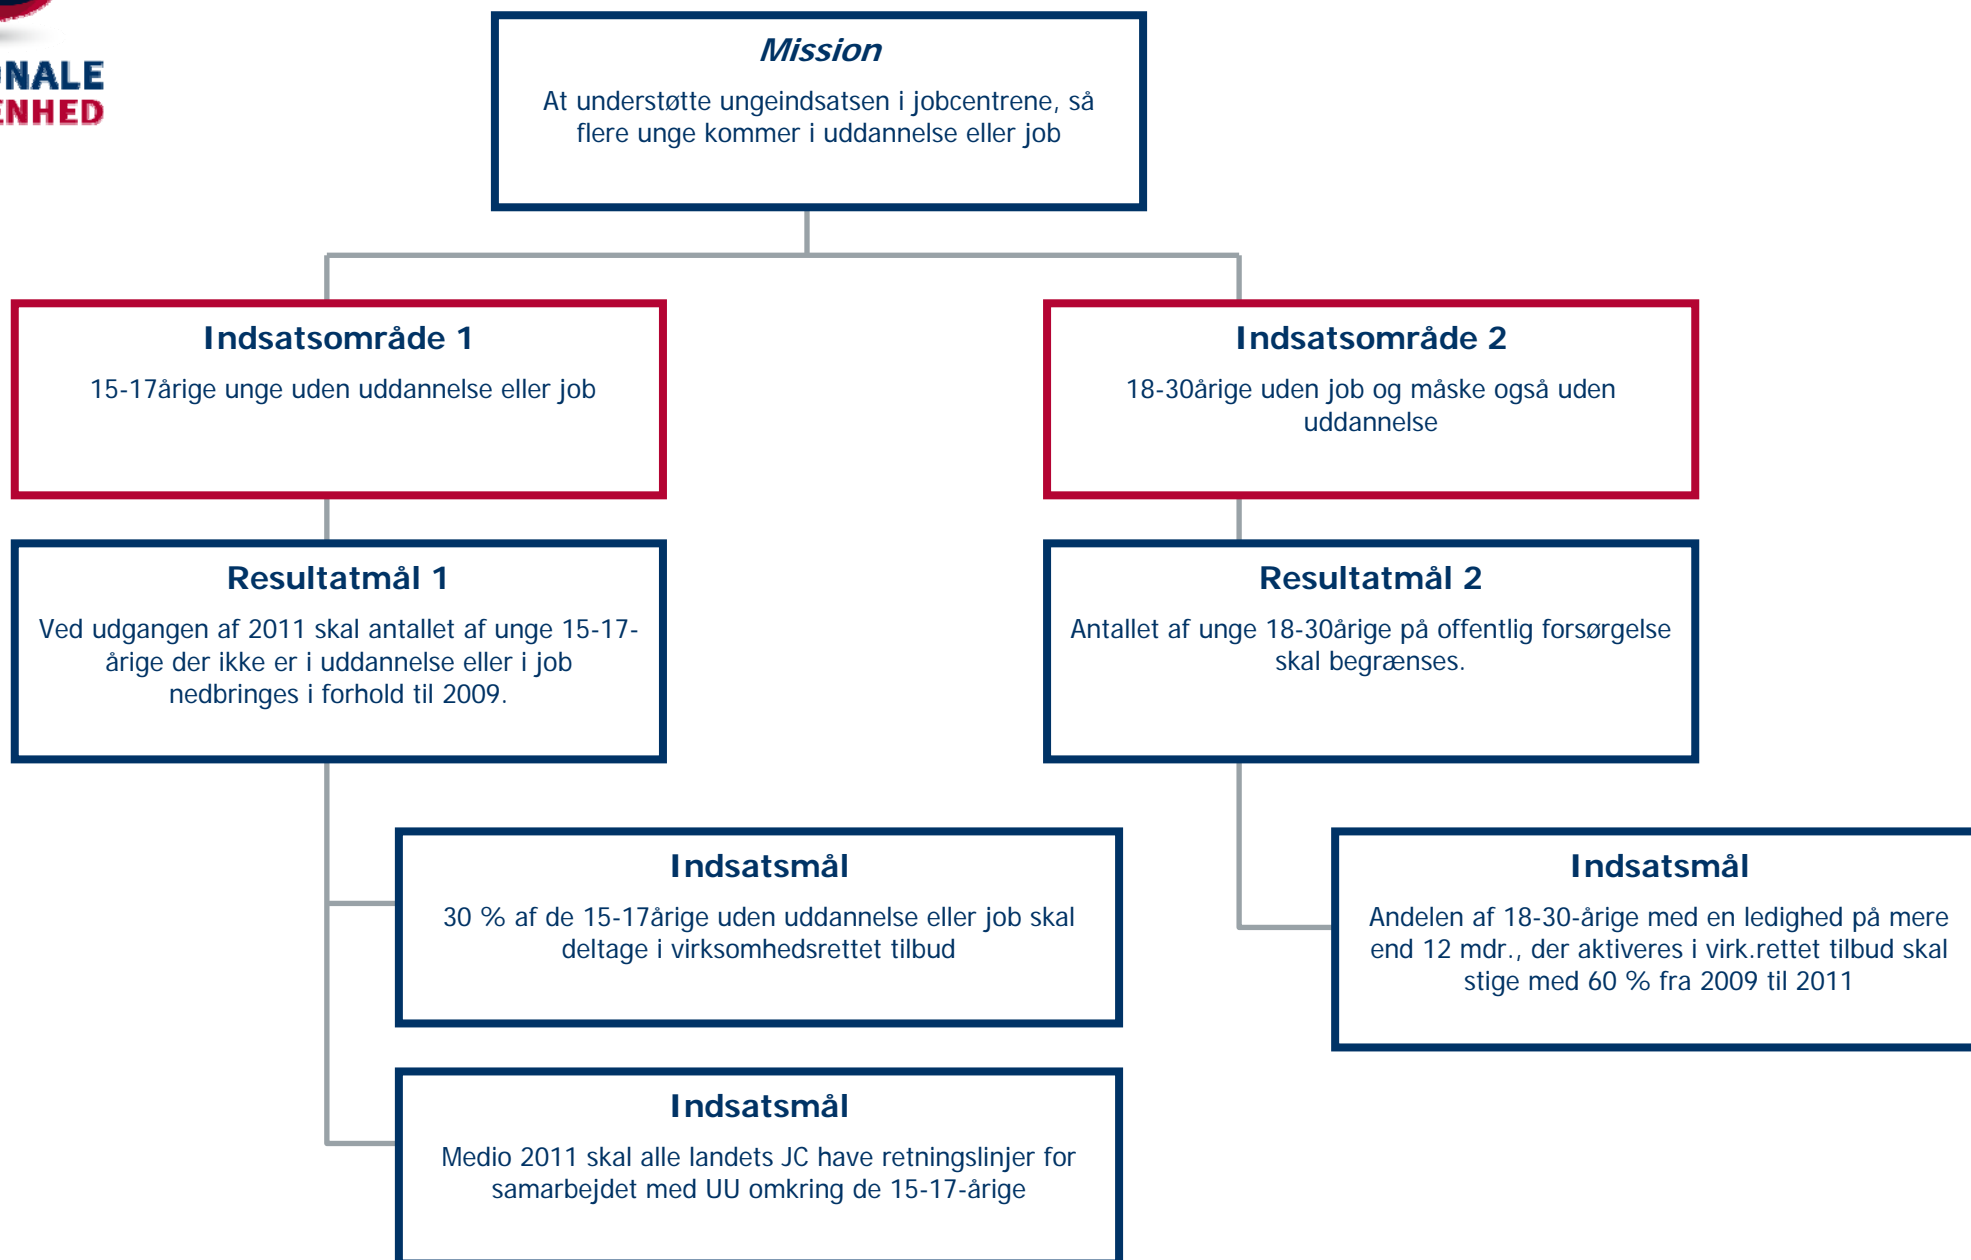 Mission
At understøtte ungeindsatsen i jobcentrene, så
flere unge kommer i uddannelse eller job
Indsatsområde 1
15-17årige unge uden uddannelse eller job
Indsatsområde 2
18-30årige uden job og måske også uden
uddannelse
Resultatmål 1
Ved udgangen af 2011 skal antallet af unge 15-17-
årige der ikke er i uddannelse eller i job
nedbringes i forhold til 2009.
Resultatmål 2
Antallet af unge 18-30årige på offentlig forsørgelse
skal begrænses.
Indsatsmål
30 % af de 15-17årige uden uddannelse eller job skal
deltage i virksomhedsrettet tilbud
Indsatsmål
Andelen af 18-30-årige med en ledighed på mere
end 12 mdr., der aktiveres i virk.rettet tilbud skal
stige med 60 % fra 2009 til 2011
Indsatsmål
Medio 2011 skal alle landets JC have retningslinjer for
samarbejdet med UU omkring de 15-17-årige